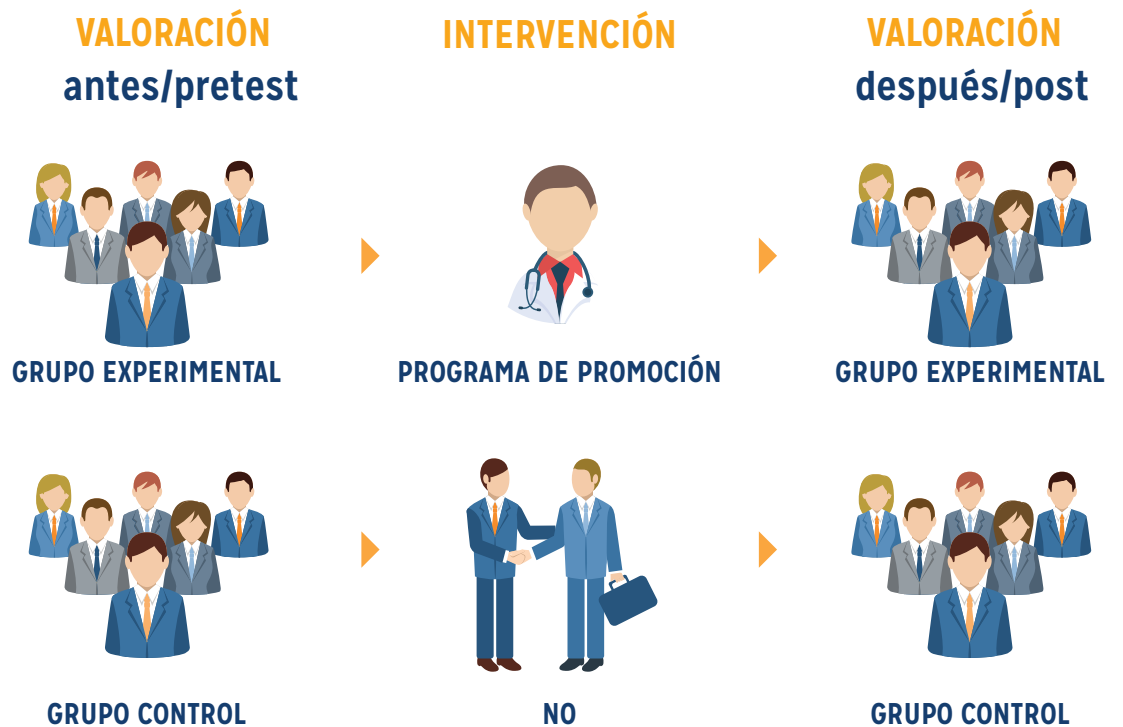 VALORACIÓN
antes/pretest
INTERVENCIÓN
VALORACIÓN
después/post
GRUPO EXPERIMENTAL
PROGRAMA DE PROMOCIÓN
GRUPO EXPERIMENTAL
GRUPO CONTROL
NO
GRUPO CONTROL